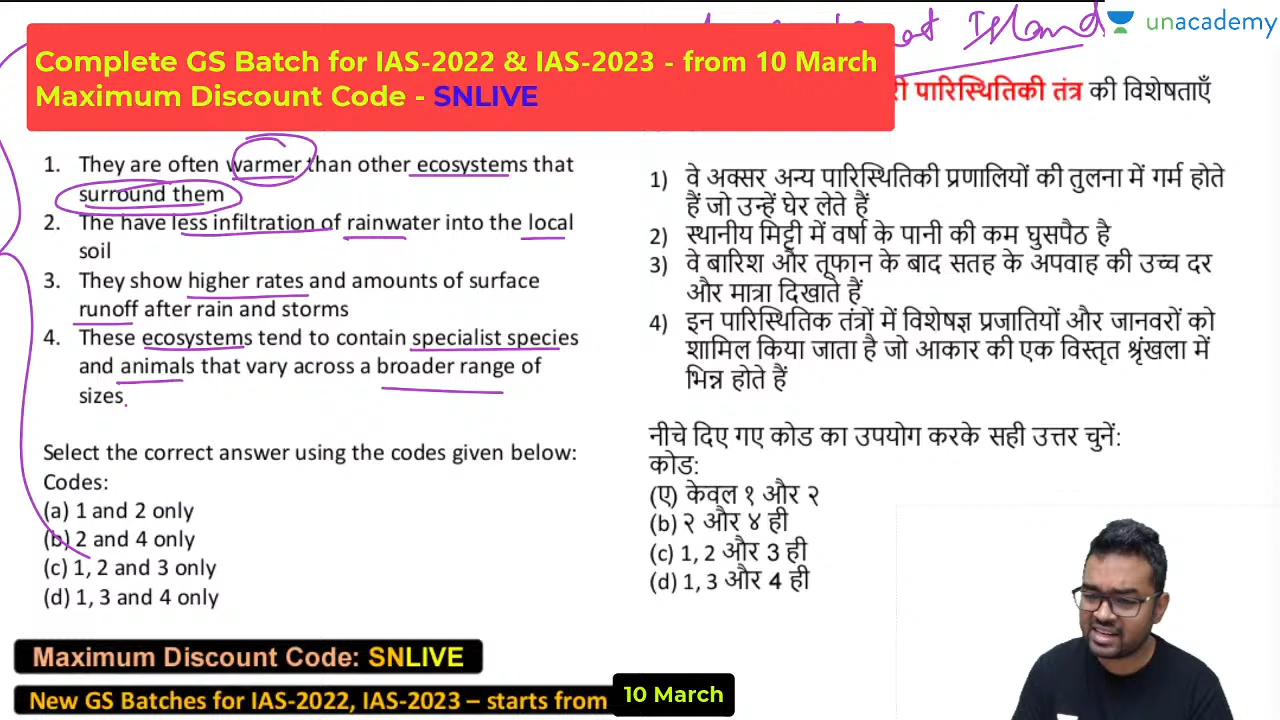 Island
unacademy
Complete GS Batch for IAS-2022 & IAS-2023 - from 10 March
Maximum Discount Code - SNLIVE
पारिस्थितिकी तंत्र की विशेषताएँ
1. They are often warmer than other ecosystems that
surround them
2. The have less infiltration of rainwater into the local
soil
3. They show higher rates and amounts of surface
runoff after rain and storms
4. These ecosystems tend to contain specialist species
and animals that vary across a broader range of
sizes.
Select the correct answer using the codes given below:
Codes:
(a) 1 and 2 only
(b) 2 and 4 only
(c) 1, 2 and 3 only
(d) 1, 3 and 4 only
1) वे अक्सर अन्य पारिस्थितिकी प्रणालियों की तुलना में गर्म होते
हैं जो उन्हें घेर लेते हैं
2) स्थानीय मिट्टी में वर्षा के पानी की कम घुसपैठ है
3) वे बारिश और तूफान के बाद सतह के अपवाह की उच्च दर
और मात्रा दिखाते हैं
4) इन पारिस्थितिक तंत्रों में विशेषज्ञ प्रजातियों और जानवरों को
शामिल किया जाता है जो आकार की एक विस्तृत श्रृंखला में
भिन्न होते हैं
नीचे दिए गए कोड का उपयोग करके सही उत्तर चुनें:
कोड:
(ए) केवल १ और २
(b) २ और ४ ही
(c) 1, 2 और 3 ही
(d) 1, 3 और 4 ही
Maximum Discount Code: SNLIVE
New GS Batches for IAS-2022, IAS-2023 – starts from 10 March